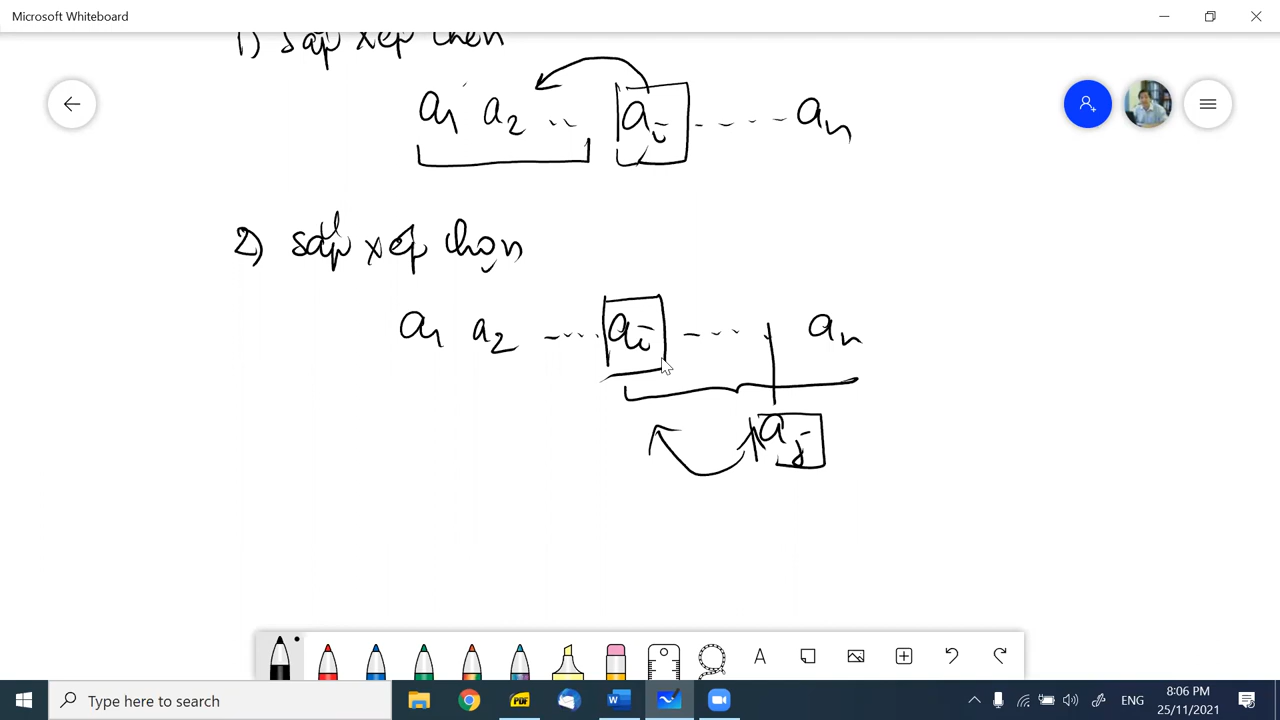 Microsoft Whiteboard
1) sắp xếp chèn
a1 a2 ... ai ...... an
2) sắp xếp chọn
a1 a2 ..... ai ..... an
aj
A
Type here to search
PDF
ENG
8:06 PM
25/11/2021